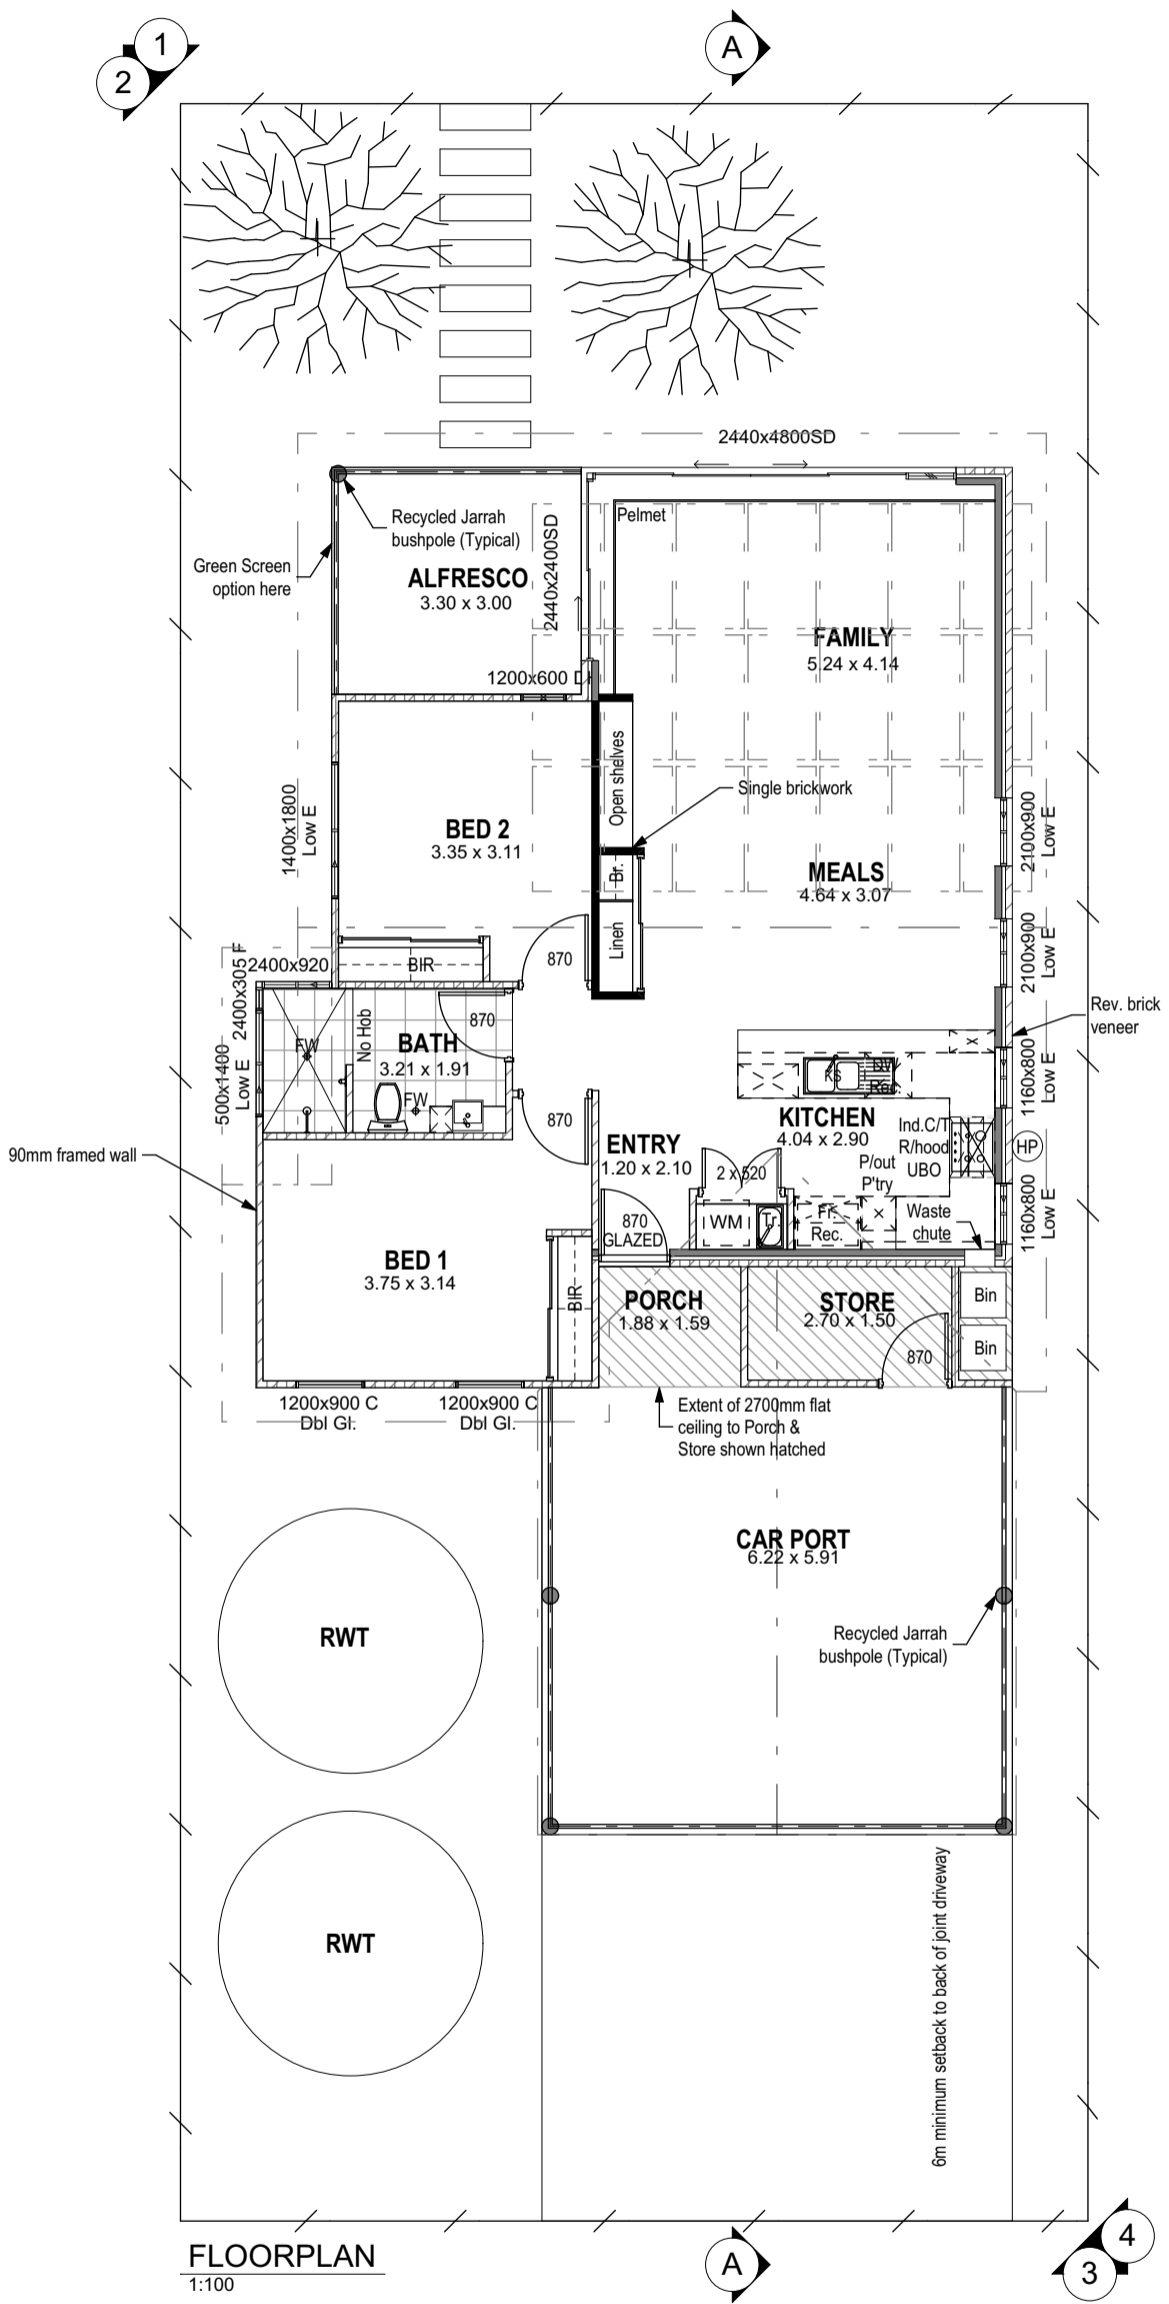 1
2
A
2440x4800SD
Pelmet
Recycled Jarrah
bushpole (Typical)
Green Screen
option here
ALFRESCO
3.30 x 3.00
2440x2400SD
FAMILY
5.24 x 4.14
1200x600
Open shelves
Single brickwork
1400x1800
Low E
BED 2
3.35 x 3.11
MEALS
4.64 x 3.07
2100x900
Low E
Br.
Linen
2100x900
Low E
870
BIR
2400x920
2400x305 F
500x1400
Low E
FW
No Hob
BATH
3.21 x 1.91
870
FW
Rev. brick
veneer
KS
DW
Rec.
1160x800
Low E
KITCHEN
4.04 x 2.90
Ind.C/T
R/hood
UBO
HP
870
ENTRY
1.20 x 2.10
P/out
P'try
2 x 520
90mm framed wall
WM
Tr.
Fr.
Rec.
Waste
chute
1160x800
Low E
870
GLAZED
BED 1
3.75 x 3.14
BIR
PORCH
1.88 x 1.59
STORE
2.70 x 1.50
870
Bin
Bin
1200x900 C
Dbl Gl.
1200x900 C
Dbl Gl.
Extent of 2700mm flat
ceiling to Porch &
Store shown hatched
CAR PORT
6.22 x 5.91
RWT
Recycled Jarrah
bushpole (Typical)
RWT
6m minimum setback to back of joint driveway
FLOORPLAN
1:100
A
4
3